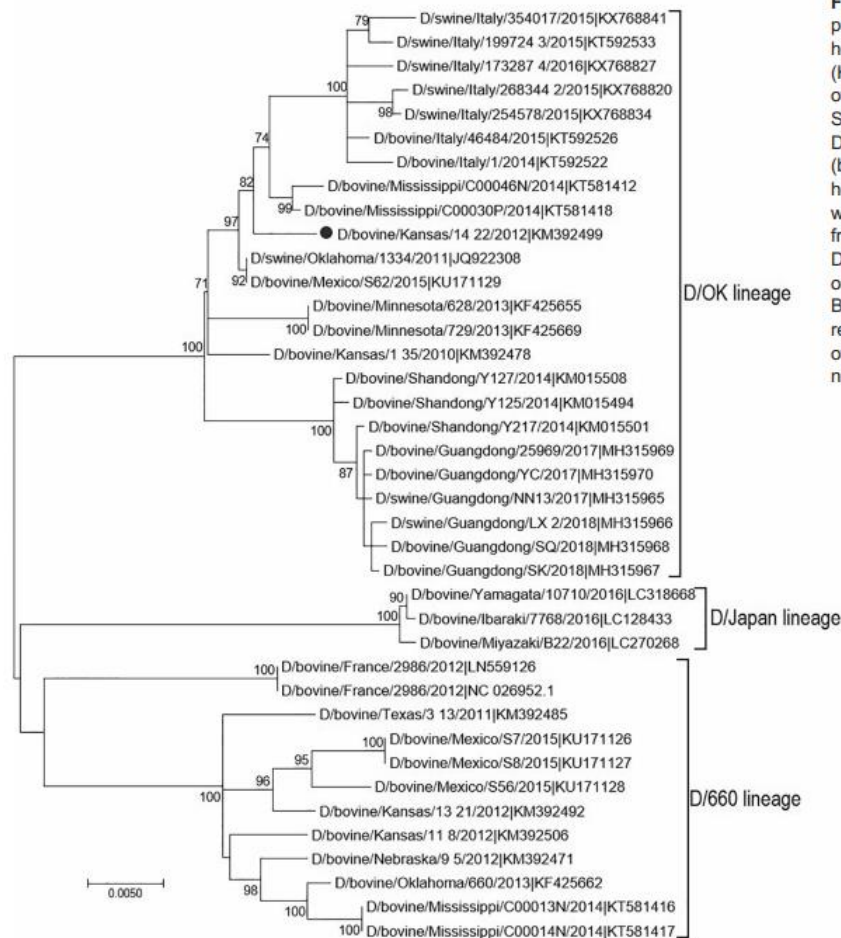 79
D/swine/Italy/354017/2015|KX768841
D/swine/Italy/199724 3/2015|KT592533
D/swine/Italy/173287 4/2016|KX768827
100
D/swine/Italy/268344 2/2015|KX768820
98
D/swine/Italy/254578/2015|KX768834
D/bovine/Italy/46484/2015|KT592526
74
D/bovine/Italy/1/2014|KT592522
82
D/bovine/Mississippi/C00046N/2014|KT581412
99
D/bovine/Mississippi/C00030P/2014|KT581418
97
D/bovine/Kansas/14 22/2012|KM392499
D/swine/Oklahoma/1334/2011|JQ922308
92
D/bovine/Mexico/S62/2015|KU171129
71
D/bovine/Minnesota/628/2013|KF425655
100
D/bovine/Minnesota/729/2013|KF425669
100
D/bovine/Kansas/1 35/2010|KM392478
D/bovine/Shandong/Y127/2014|KM015508
D/bovine/Shandong/Y125/2014|KM015494
100
D/bovine/Shandong/Y217/2014|KM015501
D/bovine/Guangdong/25969/2017|MH315969
87
D/bovine/Guangdong/YC/2017|MH315970
D/swine/Guangdong/NN13/2017|MH315965
D/swine/Guangdong/LX 2/2018|MH315966
D/bovine/Guangdong/SQ/2018|MH315968
D/bovine/Guangdong/SK/2018|MH315967
D/OK lineage
90
D/bovine/Yamagata/10710/2016|LC318668
100
D/bovine/Ibaraki/7768/2016|LC128433
D/bovine/Miyazaki/B22/2016|LC270268
D/Japan lineage
100
D/bovine/France/2986/2012|LN559126
D/bovine/France/2986/2012|NC 026952.1
D/bovine/Texas/3 13/2011|KM392485
100
D/bovine/Mexico/S7/2015|KU171126
95
D/bovine/Mexico/S8/2015|KU171127
96
D/bovine/Mexico/S56/2015|KU171128
100
D/bovine/Kansas/13 21/2012|KM392492
D/bovine/Kansas/11 8/2012|KM392506
D/bovine/Nebraska/9 5/2012|KM392471
98
D/bovine/Oklahoma/660/2013|KF425662
100
D/bovine/Mississippi/C00013N/2014|KT581416
100
D/bovine/Mississippi/C00014N/2014|KT581417
D/660 lineage
0.0050